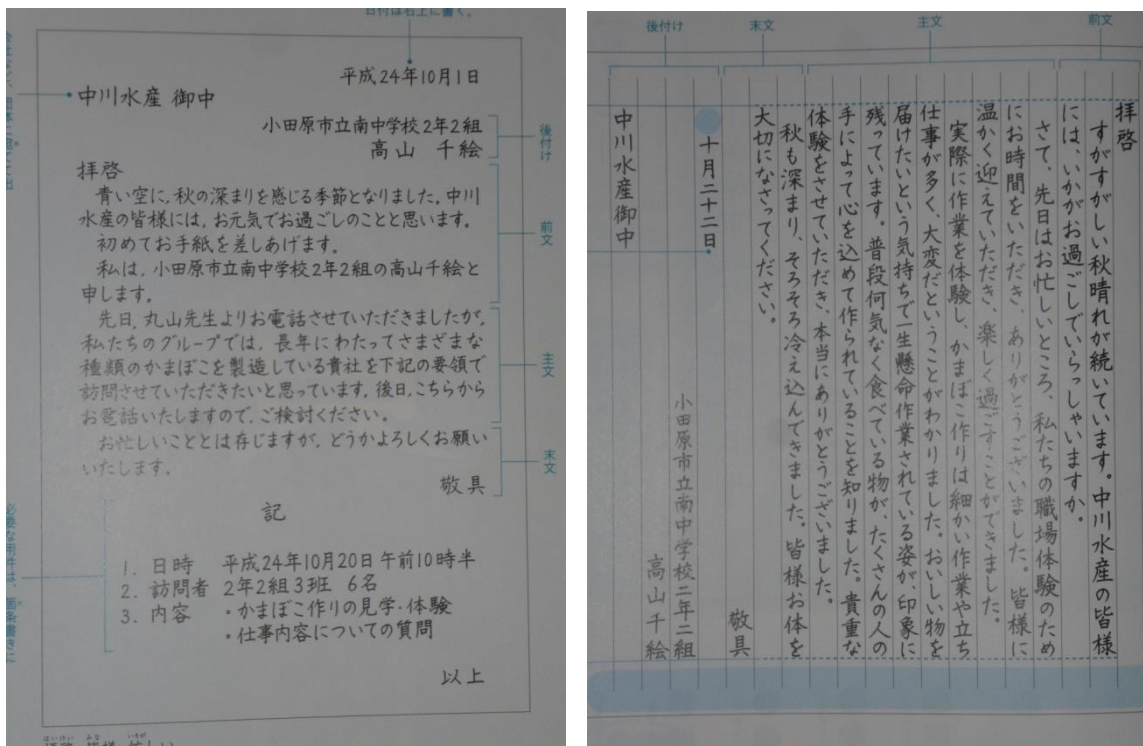 日付は右上に書く。
平成24年10月1日
中川水産 御中
小田原市立南中学校2年2組
高山 千絵
後付け
拝啓
青い空に,秋の深まりを感じる季節となりました。中川
水産の皆様には,お元気でお過ごしのことと思います。
初めてお手紙を差しあげます。
私は,小田原市立南中学校2年2組の高山千絵と
申します。
前文
先日,丸山先生よりお電話させていただきましたが,
私たちのグループでは,長年にわたってさまざまな
種類のかまぼこを製造している貴社を下記の要領で
訪問させていただきたいと思っています。後日,こちらから
お電話いたしますので,ご検討ください。
主文
お忙しいこととは存じますが,どうかよろしくお願い
いたします。
末文
敬具
記
1. 日時 平成24年10月20日 午前10時半
2. 訪問者 2年2組3班 6名
3. 内容 ・かまぼこ作りの見学・体験
・仕事内容についての質問
以上
必要な用件は、箇条書きに
前文
主文
末文
後付け
拝啓
すがすがしい秋晴れが続いています。中川水産の皆様
には、いかがお過ごしでいらっしゃいますか。
さて、先日はお忙しいところ、私たちの職場体験のため
にお時間をいただき、ありがとうございました。皆様に
温かく迎えていただき、楽しく過ごすことができました。
実際に作業を体験し、かまぼこ作りは細かい作業や立ち
仕事が多く、大変だということがわかりました。おいしい物を
届けたいという気持ちで一生懸命作業されている姿が、印象に
残っています。普段何気なく食べている物が、たくさんの人の
手によって心を込めて作られていることを知りました。貴重な
体験をさせていただき、本当にありがとうございました。
秋も深まり、そろそろ冷え込んできました。皆様お体を
大切になさってください。
敬具
十月二十二日
小田原市立南中学校二年二組
高山千絵
中川水産御中